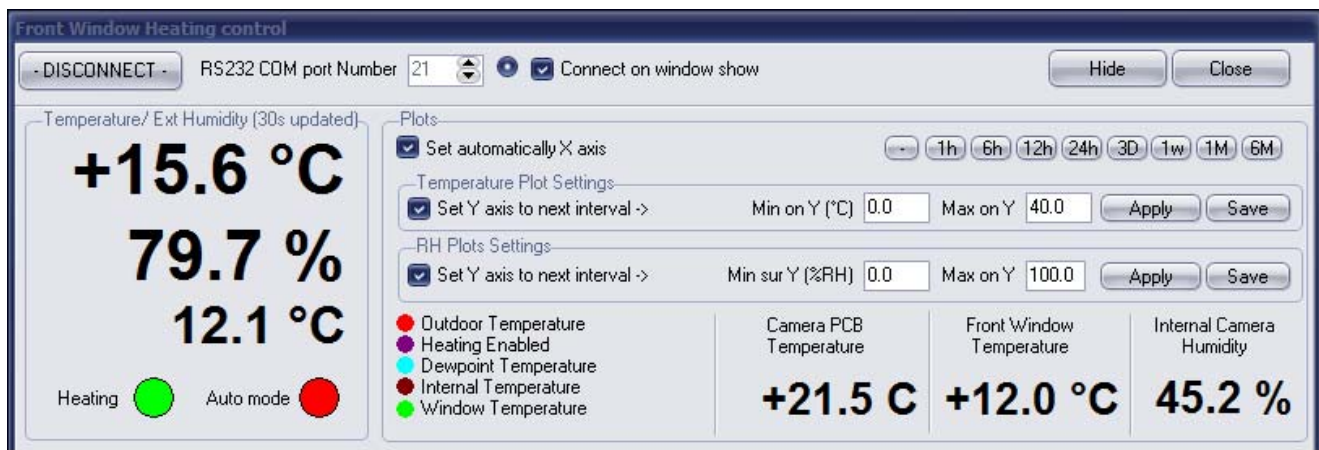 Front Window Heating control
- DISCONNECT - RS232 COM port Number 21 Connect on window show Hide Close
Temperature/ Ext Humidity (30s updated)
+15.6 °C
79.7 %
12.1 °C
Heating Auto mode
Plots
Set automatically X axis - 1h 6h 12h 24h 3D 1w 1M 6M
Temperature Plot Settings
Set Y axis to next interval -> Min on Y (°C) 0.0 Max on Y 40.0 Apply Save
RH Plots Settings
Set Y axis to next interval -> Min sur Y (%RH) 0.0 Max on Y 100.0 Apply Save
Outdoor Temperature
Heating Enabled
Dewpoint Temperature
Internal Temperature
Window Temperature
Camera PCB
Temperature
+21.5 C
Front Window
Temperature
+12.0 °C
Internal Camera
Humidity
45.2 %